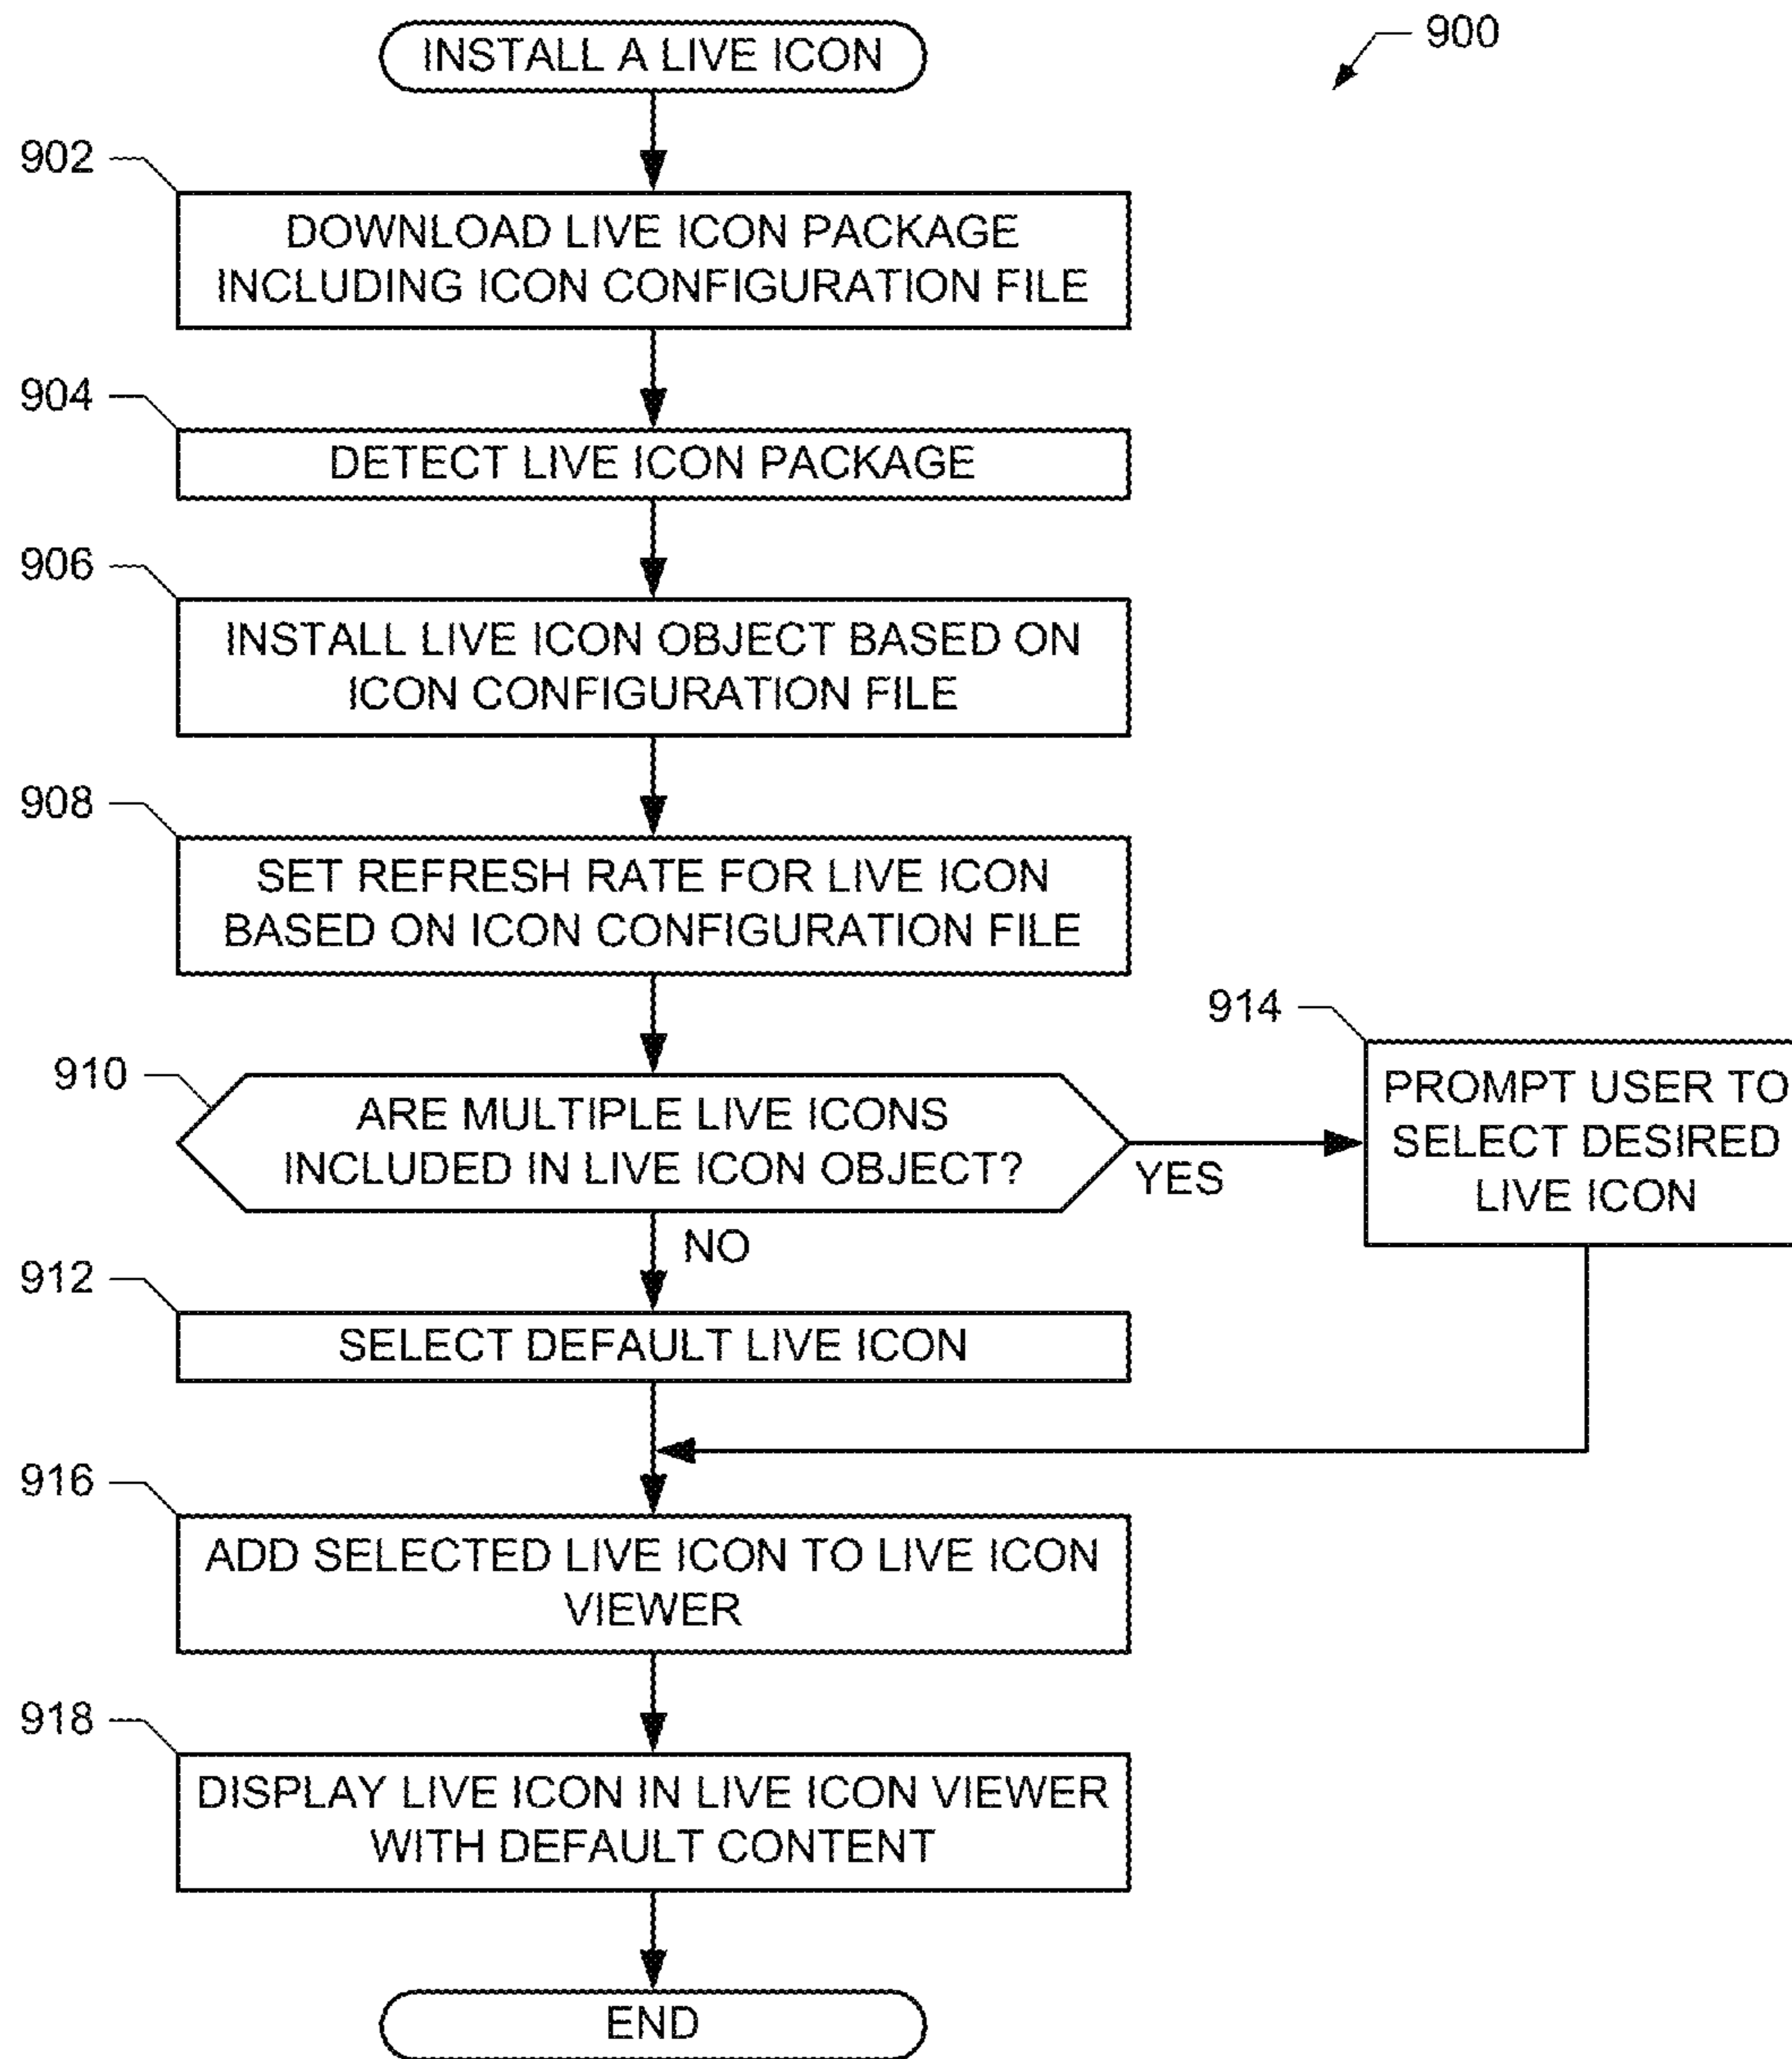 INSTALL A LIVE ICON
900
902
DOWNLOAD LIVE ICON PACKAGE
INCLUDING ICON CONFIGURATION FILE
904
DETECT LIVE ICON PACKAGE
906
INSTALL LIVE ICON OBJECT BASED ON
ICON CONFIGURATION FILE
908
SET REFRESH RATE FOR LIVE ICON
BASED ON ICON CONFIGURATION FILE
910
ARE MULTIPLE LIVE ICONS
INCLUDED IN LIVE ICON OBJECT?
YES
914
PROMPT USER TO
SELECT DESIRED
LIVE ICON
NO
912
SELECT DEFAULT LIVE ICON
916
ADD SELECTED LIVE ICON TO LIVE ICON
VIEWER
918
DISPLAY LIVE ICON IN LIVE ICON VIEWER
WITH DEFAULT CONTENT
END